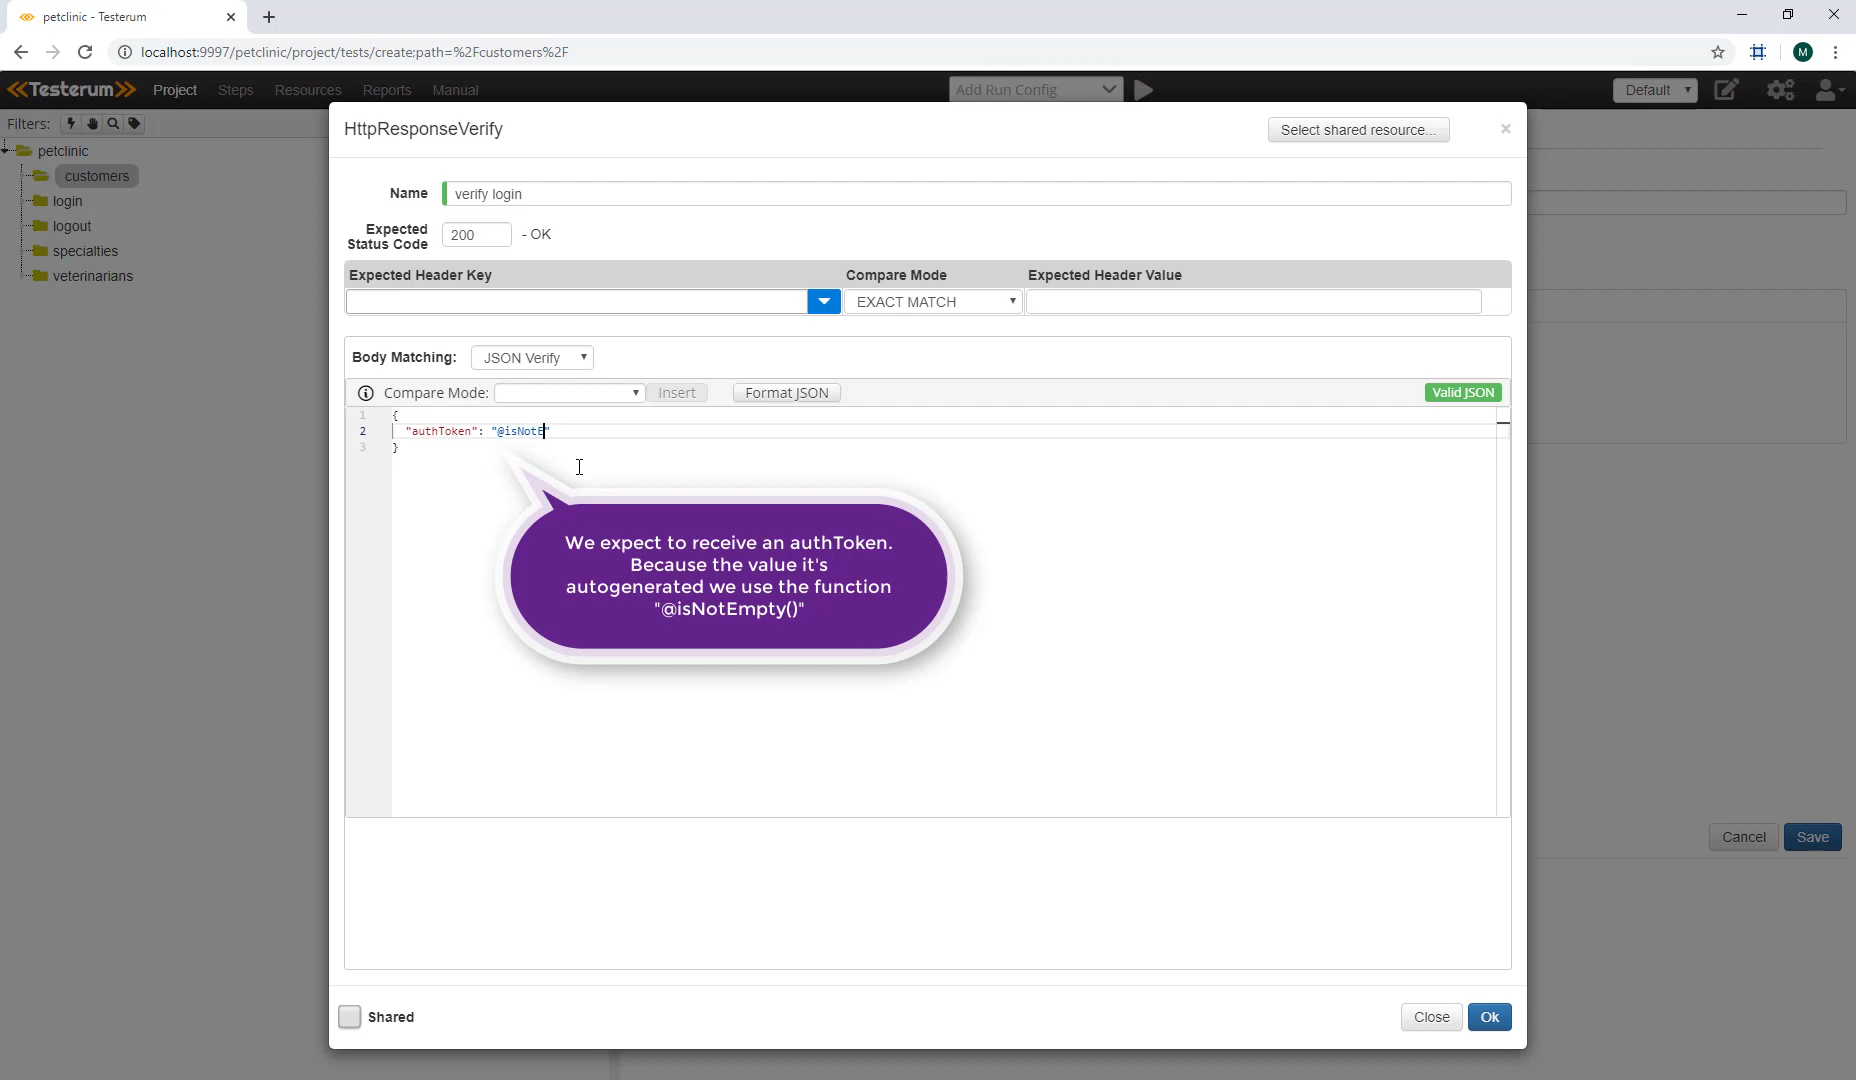 petclinic - Testerum
localhost:9997/petclinic/project/tests/create;path=%2Fcustomers%2F
M
Testerum Project Steps Resources Reports Manual Add Run Config Default
Filters:
petclinic
customers
login
logout
specialties
veterinarians
HttpResponseVerify Select shared resource...
Name verify login
Expected
Status Code 200 - OK
Expected Header Key Compare Mode Expected Header Value
EXACT MATCH
Body Matching: JSON Verify
Compare Mode: Insert Format JSON Valid JSON
1 {
2 "authToken": "@isNotE"
3 }
We expect to receive an authToken.
Because the value it's
autogenerated we use the function
"@isNotEmpty()"
Cancel Save
Shared Close Ok